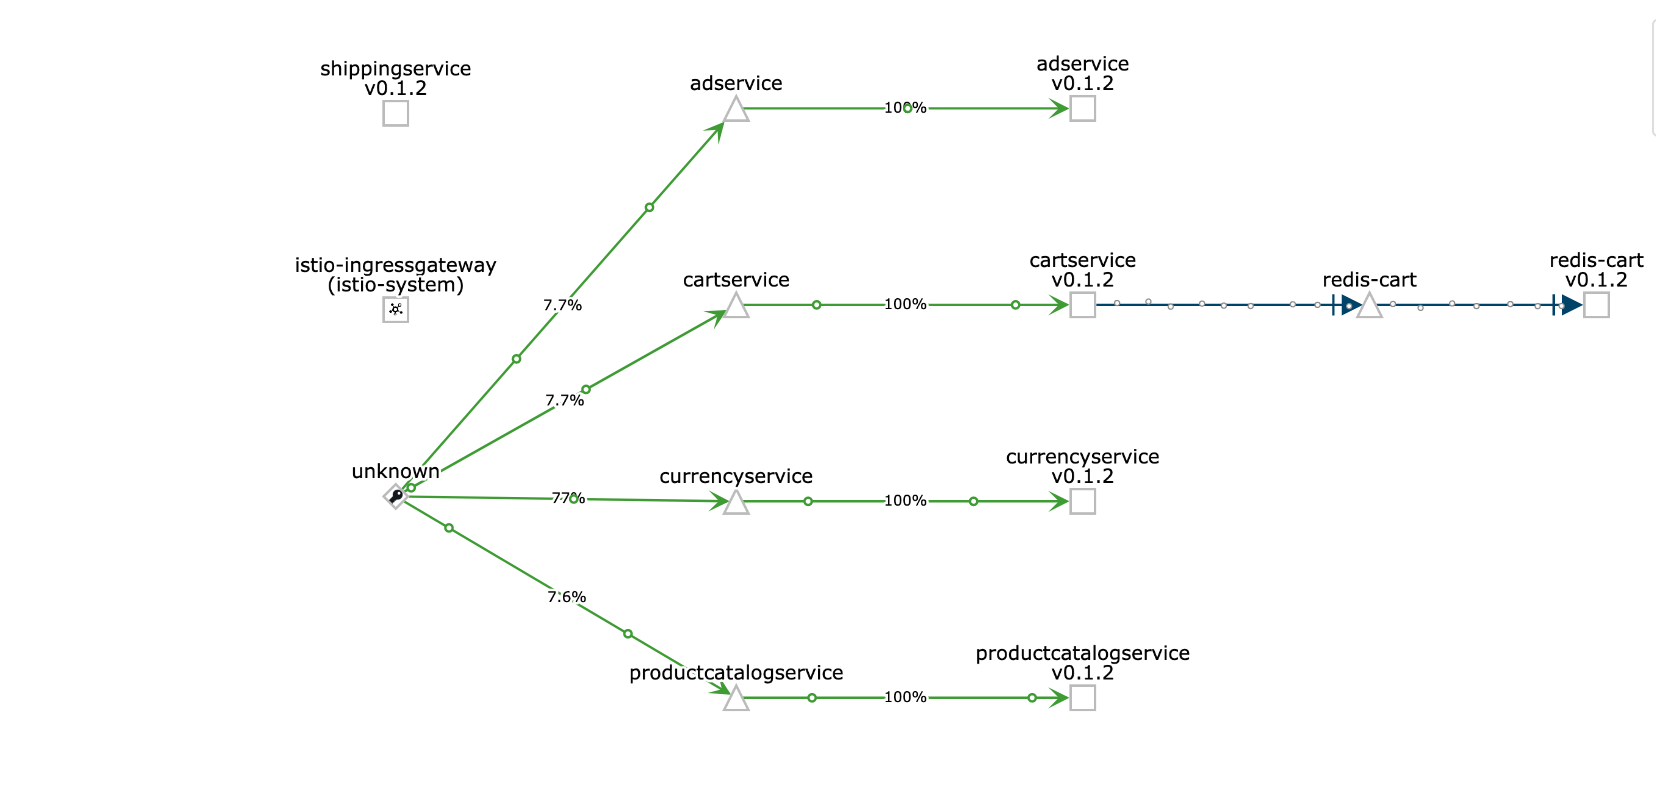 shippingservice
v0.1.2
adservice
adservice
v0.1.2
100%
istio-ingressgateway
(istio-system)
7.7%
cartservice
cartservice
v0.1.2
redis-cart
redis-cart
v0.1.2
100%
7.7%
unknown
currencyservice
currencyservice
v0.1.2
77%
100%
7.6%
productcatalogservice
productcatalogservice
v0.1.2
100%